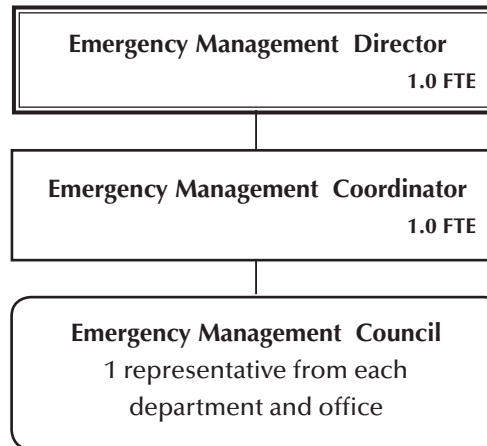 Emergency Management Director
1.0 FTE
Emergency Management Coordinator
1.0 FTE
Emergency Management Council
1 representative from each
department and office